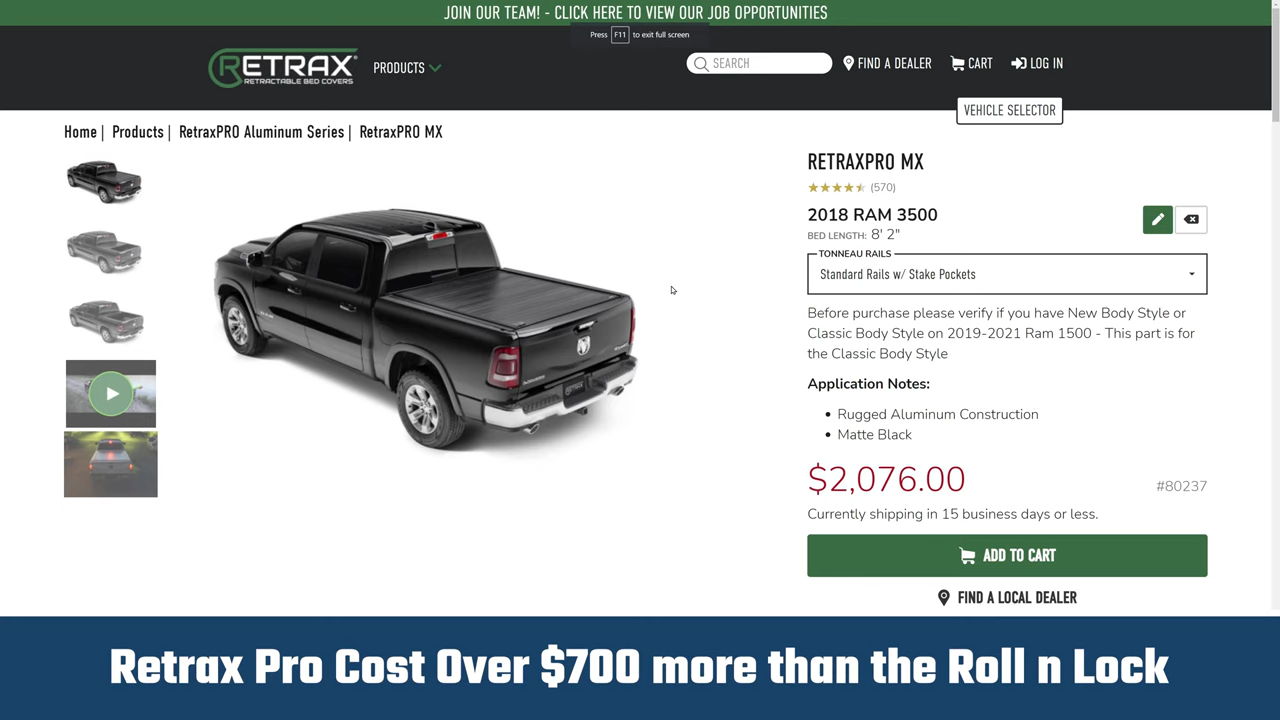 JOIN OUR TEAM! - CLICK HERE TO VIEW OUR JOB OPPORTUNITIES
Press F11 to exit full screen
RETRAX
RETRACTABLE BED COVERS
PRODUCTS
SEARCH
FIND A DEALER
CART
LOG IN
VEHICLE SELECTOR
Home | Products | RetraxPRO Aluminum Series | RetraxPRO MX
RETRAXPRO MX
(570)
2018 RAM 3500
BED LENGTH: 8' 2"
TONNEAU RAILS
Standard Rails w/ Stake Pockets
Before purchase please verify if you have New Body Style or
Classic Body Style on 2019-2021 Ram 1500 - This part is for
the Classic Body Style
Application Notes:
• Rugged Aluminum Construction
• Matte Black
$2,076.00
#80237
Currently shipping in 15 business days or less.
ADD TO CART
FIND A LOCAL DEALER
Retrax Pro Cost Over $700 more than the Roll n Lock